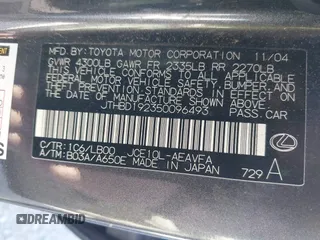 MFD. BY: TOYOTA MOTOR CORPORATION 11/04
GVWR 4300LB GAWR FR 2335LB RR 2270LB
THIS VEHICLE CONFORMS TO ALL APPLICABLE
FEDERAL MOTOR VEHICLE SAFETY, BUMPER, AND
THEFT PREVENTION STANDARDS IN EFFECT ON
THE DATE OF MANUFACTURE SHOWN ABOVE.
JTHBD192350096493 PASS.CAR
C/TR: 1C6/LB00 JCE10L-AEAVFA
A/TM: B03A/A650E MADE IN JAPAN
729 A
© DREAMBID